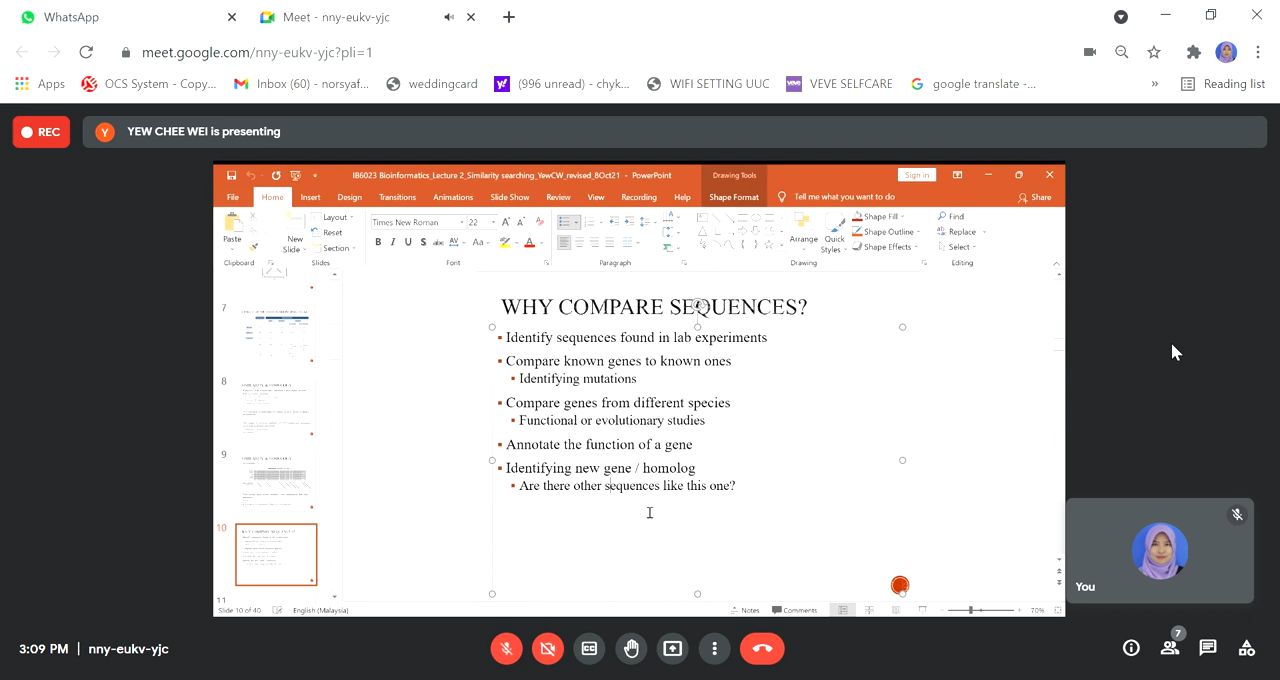 WhatsApp
Meet - nny-eukv-yjc
meet.google.com/nny-eukv-yjc?pli=1
Apps
OCS System - Copy...
Inbox (60) - norsyaf...
weddingcard
(996 unread) - chyk...
WIFI SETTING UUC
VEVE SELFCARE
google translate -...
»
Reading list
REC
Y
YEW CHEE WEI is presenting
IB6023 Bioinformatics_Lecture 2_Similarity searching_YewCW_revised_8Oct21 - PowerPoint
Drawing Tools
Sign in
File
Home
Insert
Design
Transitions
Animations
Slide Show
Review
View
Recording
Help
Shape Format
Tell me what you want to do
Share
Paste
New Slide
Layout
Reset
Section
Times New Roman
22
Arrange
Quick Styles
Shape Fill
Shape Outline
Shape Effects
Find
Replace
Select
Clipboard
Slides
Font
Paragraph
Drawing
Editing
7
8
9
10
11
WHY COMPARE SEQUENCES?
Identify sequences found in lab experiments
Compare known genes to known ones
Identifying mutations
Compare genes from different species
Functional or evolutionary studies
Annotate the function of a gene
Identifying new gene / homolog
Are there other sequences like this one?
Slide 10 of 40
English (Malaysia)
Notes
Comments
70%
You
3:09 PM | nny-eukv-yjc
7